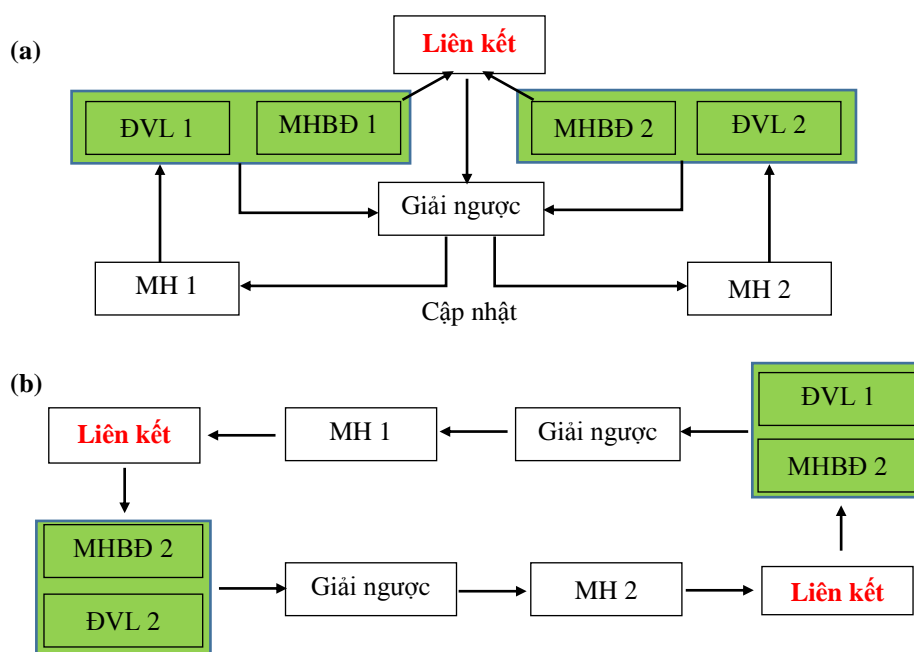 (a)
Liên kết
ĐVL 1
MHBĐ 1
MHBĐ 2
ĐVL 2
Giải ngược
MH 1
MH 2
Cập nhật
(b)
Liên kết
MH 1
Giải ngược
ĐVL 1
MHBĐ 2
MHBĐ 2
ĐVL 2
Giải ngược
MH 2
Liên kết